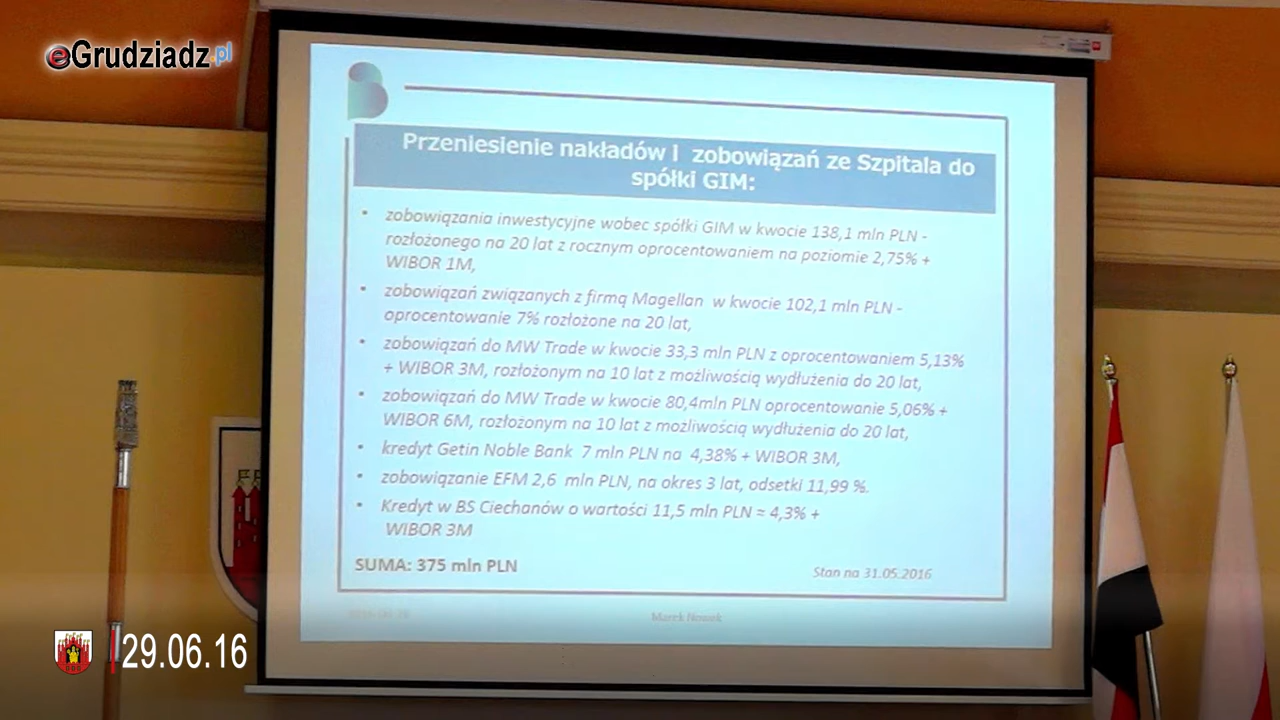 eGrudziadz.pl
Przeniesienie nakładów i zobowiązań ze Szpitala do
spółki GIM:
• zobowiązania inwestycyjne wobec spółki GIM w kwocie 138,1 mln PLN -
rozłożonego na 20 lat z rocznym oprocentowaniem na poziomie 2,75% +
WIBOR 1M,
• zobowiązań związanych z firmą Magellan w kwocie 102,1 mln PLN -
oprocentowanie 7% rozłożone na 20 lat,
• zobowiązań do MW Trade w kwocie 33,3 mln PLN z oprocentowaniem 5,13%
+ WIBOR 3M, rozłożonym na 10 lat z możliwością wydłużenia do 20 lat,
• zobowiązań do MW Trade w kwocie 80,4mln PLN oprocentowanie 5,06% +
WIBOR 6M, rozłożonym na 10 lat z możliwością wydłużenia do 20 lat,
• kredyt Getin Noble Bank 7 mln PLN na 4,38% + WIBOR 3M,
• zobowiązanie EFM 2,6 mln PLN, na okres 3 lat, odsetki 11,99 %.
• Kredyt w BS Ciechanów o wartości 11,5 mln PLN = 4,3% +
WIBOR 3M
SUMA: 375 mln PLN
Stan na 31.05.2016
Marek Nowak
29.06.16